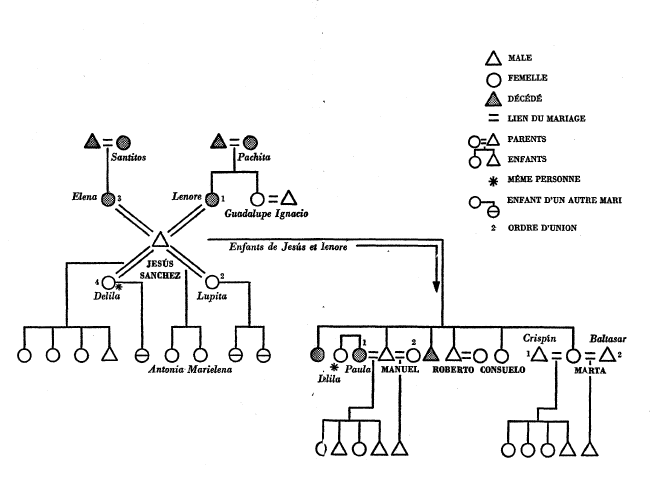 MALE
FEMELLE
DÉCÉDÉ
LIEN DU MARIAGE
PARENTS
ENFANTS
MÊME PERSONNE
ENFANT D'UN AUTRE MARI
2 ORDRE D'UNION
Santitos
Pachita
Elena 3
Lenore 1
Guadalupe Ignacio
Enfants de Jesús et lenore
JESÚS
SANCHEZ
4
2
Delila
Lupita
Antonia Marielena
Crispín
Baltasar
1
2
1
2
Paula
MANUEL
ROBERTO
CONSUELO
MARTA